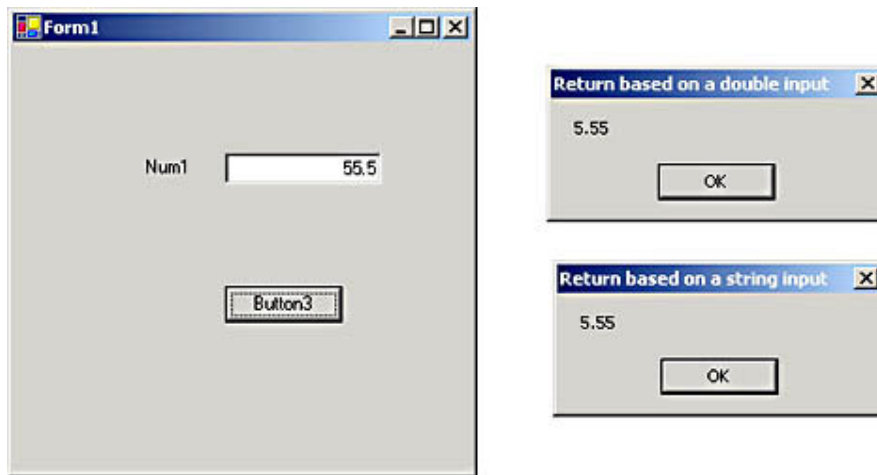 Form1
Num1 55.5
Button3
Return based on a double input
5.55
OK
Return based on a string input
5.55
OK